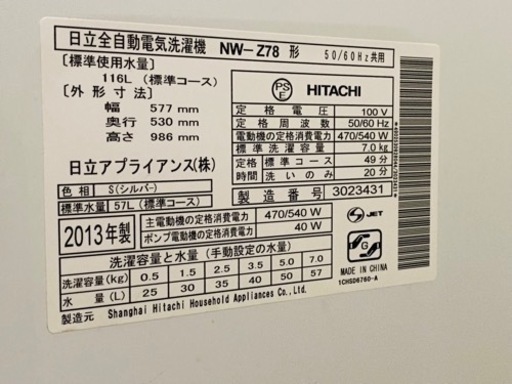 日立全自動電気洗濯機 NW-Z78 形 50/60Hz共用
〔標準使用水量〕
116L (標準コース)
〔外形寸法〕
幅 577 mm
奥行 530 mm
高さ 986 mm
日立アプライアンス(株)
PS E HITACHI
定格電圧 100 V
定格周波数 50/60 Hz
電動機の定格消費電力 470/540 W
標準洗濯容量 7.0kg
定格 標準コース 49分
時間 洗いのみ 20分
製造番号 3023431
色相 S(シルバー)
標準水量 57L (標準コース)
2013年製
主電動機の定格消費電力 470/540 W
ポンプ電動機の定格消費電力 40 W
洗濯容量と水量 (手動設定の水量)
洗濯容量(kg) 0.5 1.5 2.5 3.5 5.0 7.0
水量(L) 25 30 35 40 50 57
製造元 Shanghai Hitachi Household Appliances Co., Ltd.
JET
S
MADE IN CHINA
1CHSD6760-A